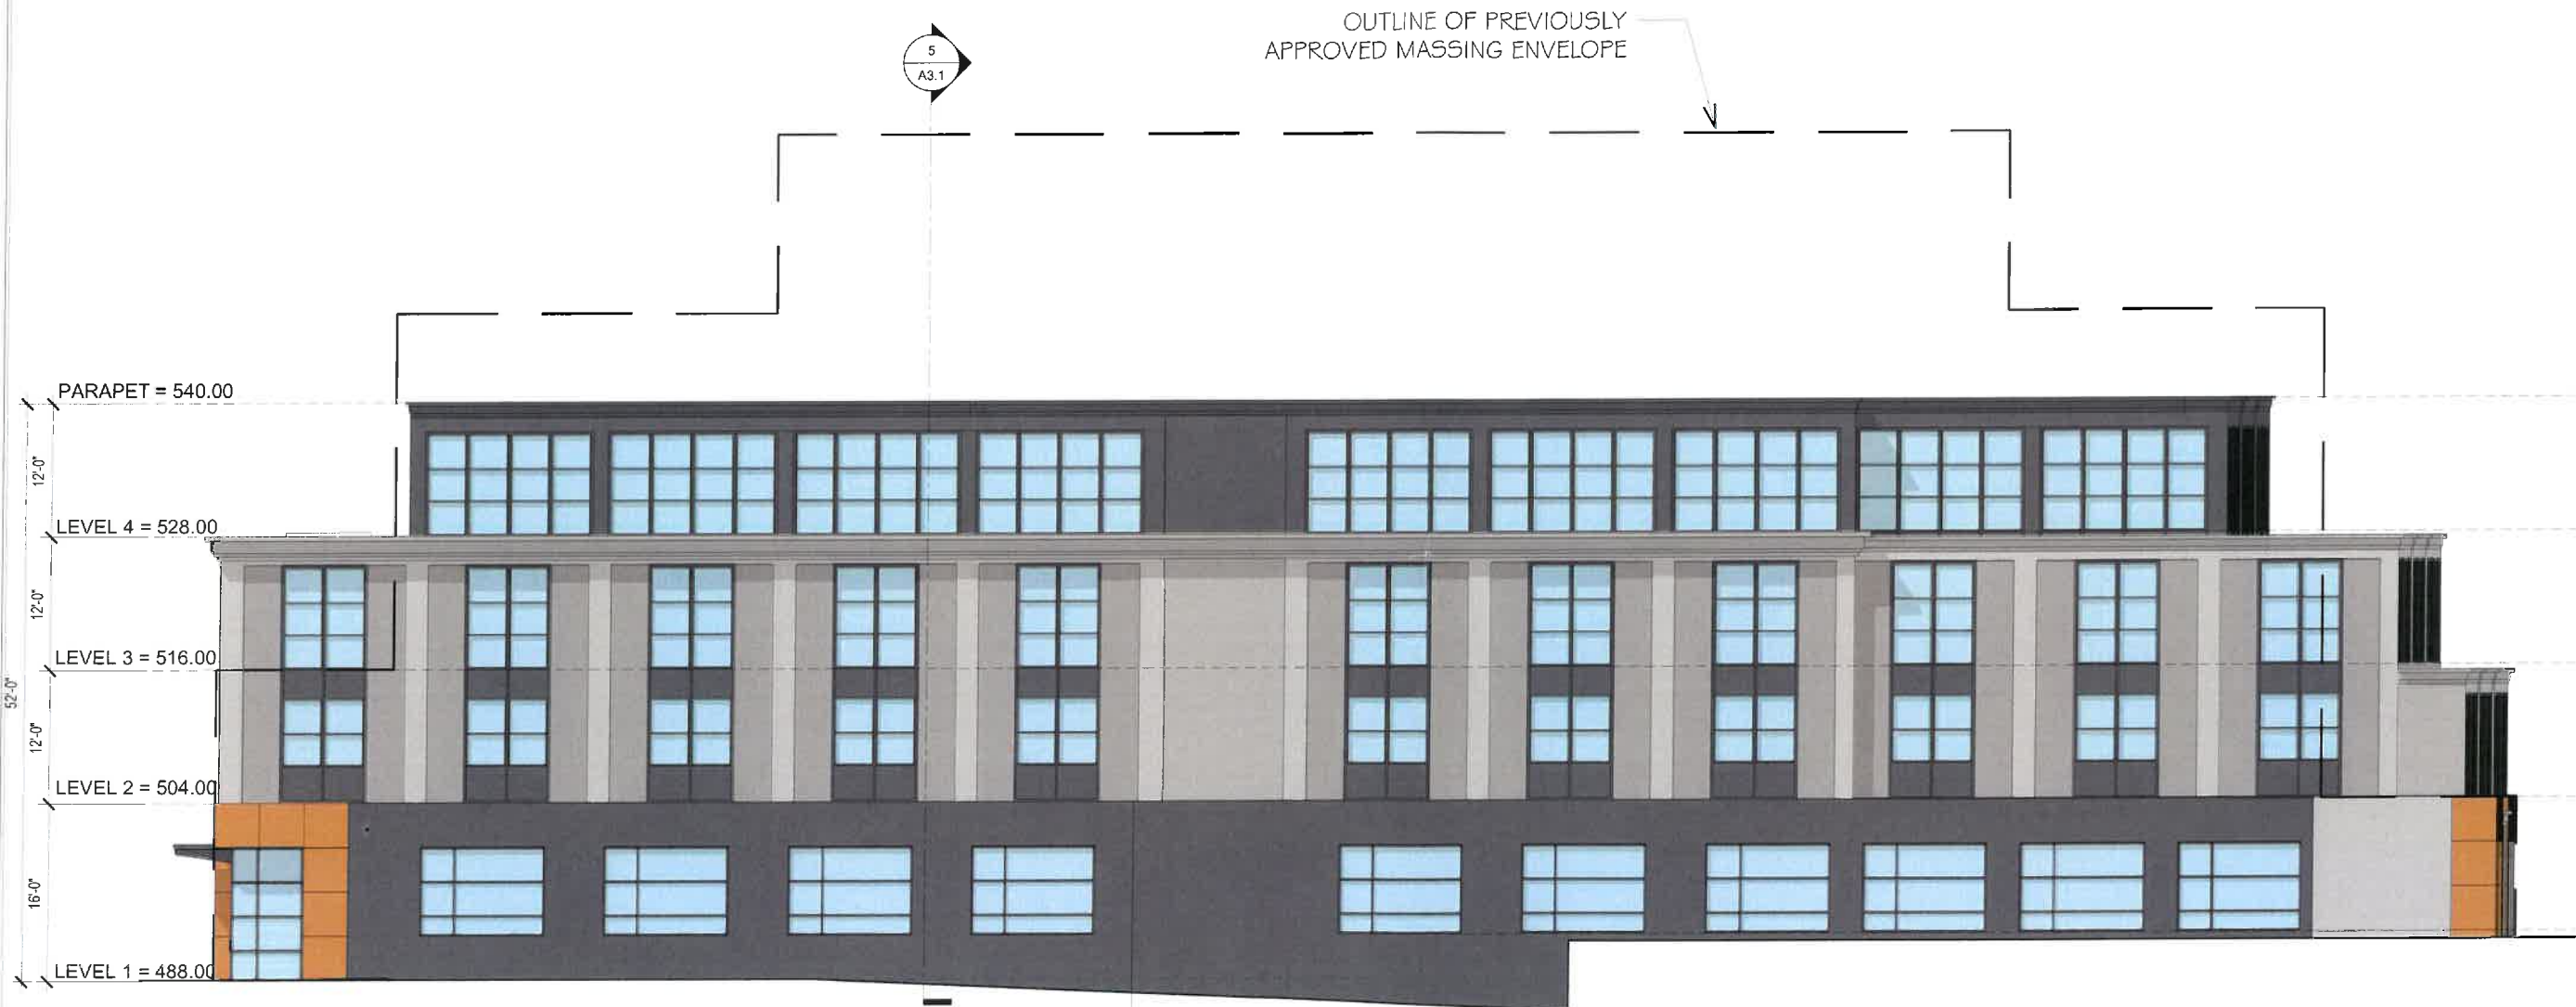 OUTLINE OF PREVIOUSLY
APPROVED MASSING ENVELOPE
5
A3.1
PARAPET = 540.00
12'-0"
LEVEL 4 = 528.00
12'-0"
LEVEL 3 = 516.00
52'-0"
12'-0"
LEVEL 2 = 504.00
16'-0"
LEVEL 1 = 488.00